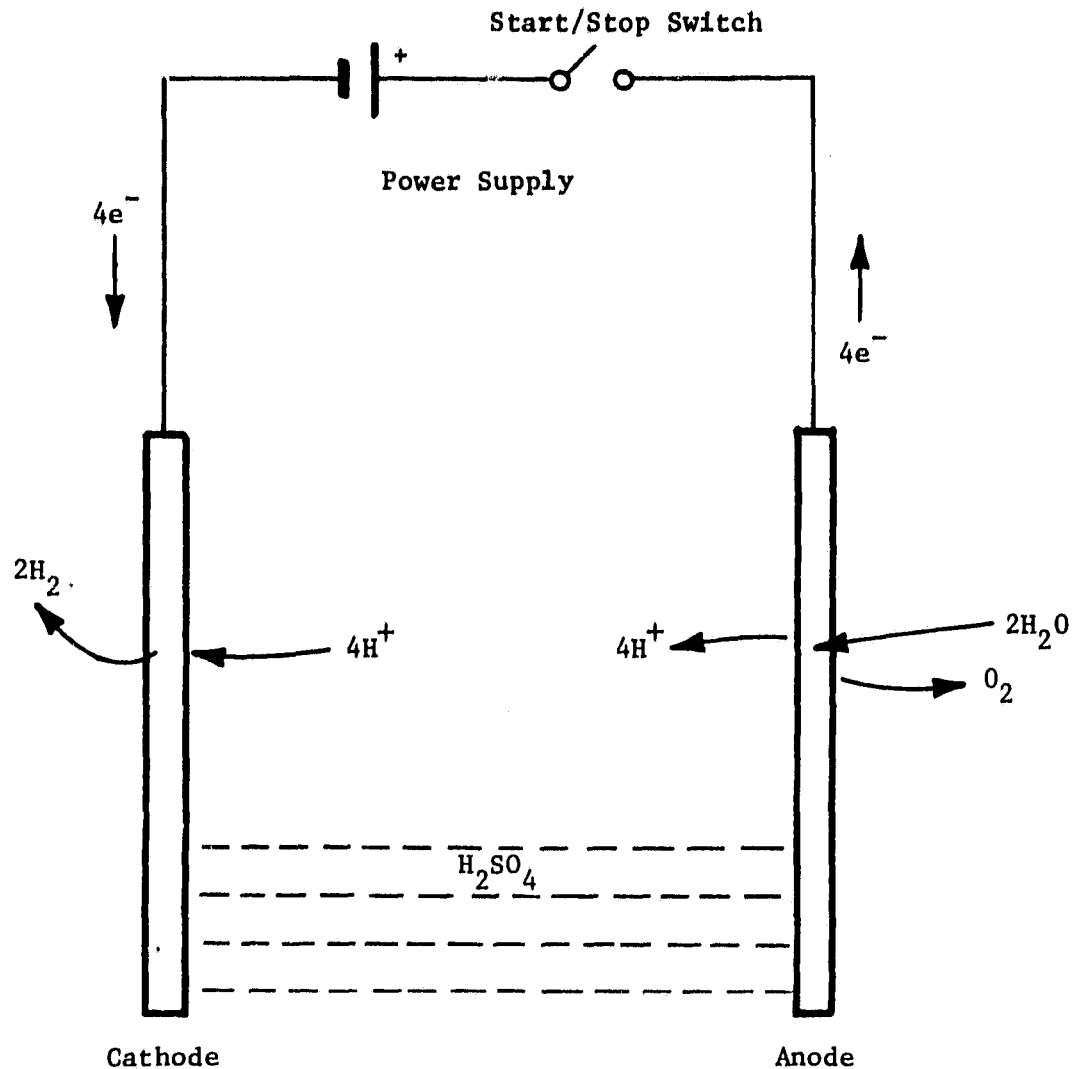 Start/Stop Switch
+
Power Supply
4e⁻
4e⁻
2H₂
4H⁺
4H⁺
2H₂O
O₂
H₂SO₄
Cathode
Anode